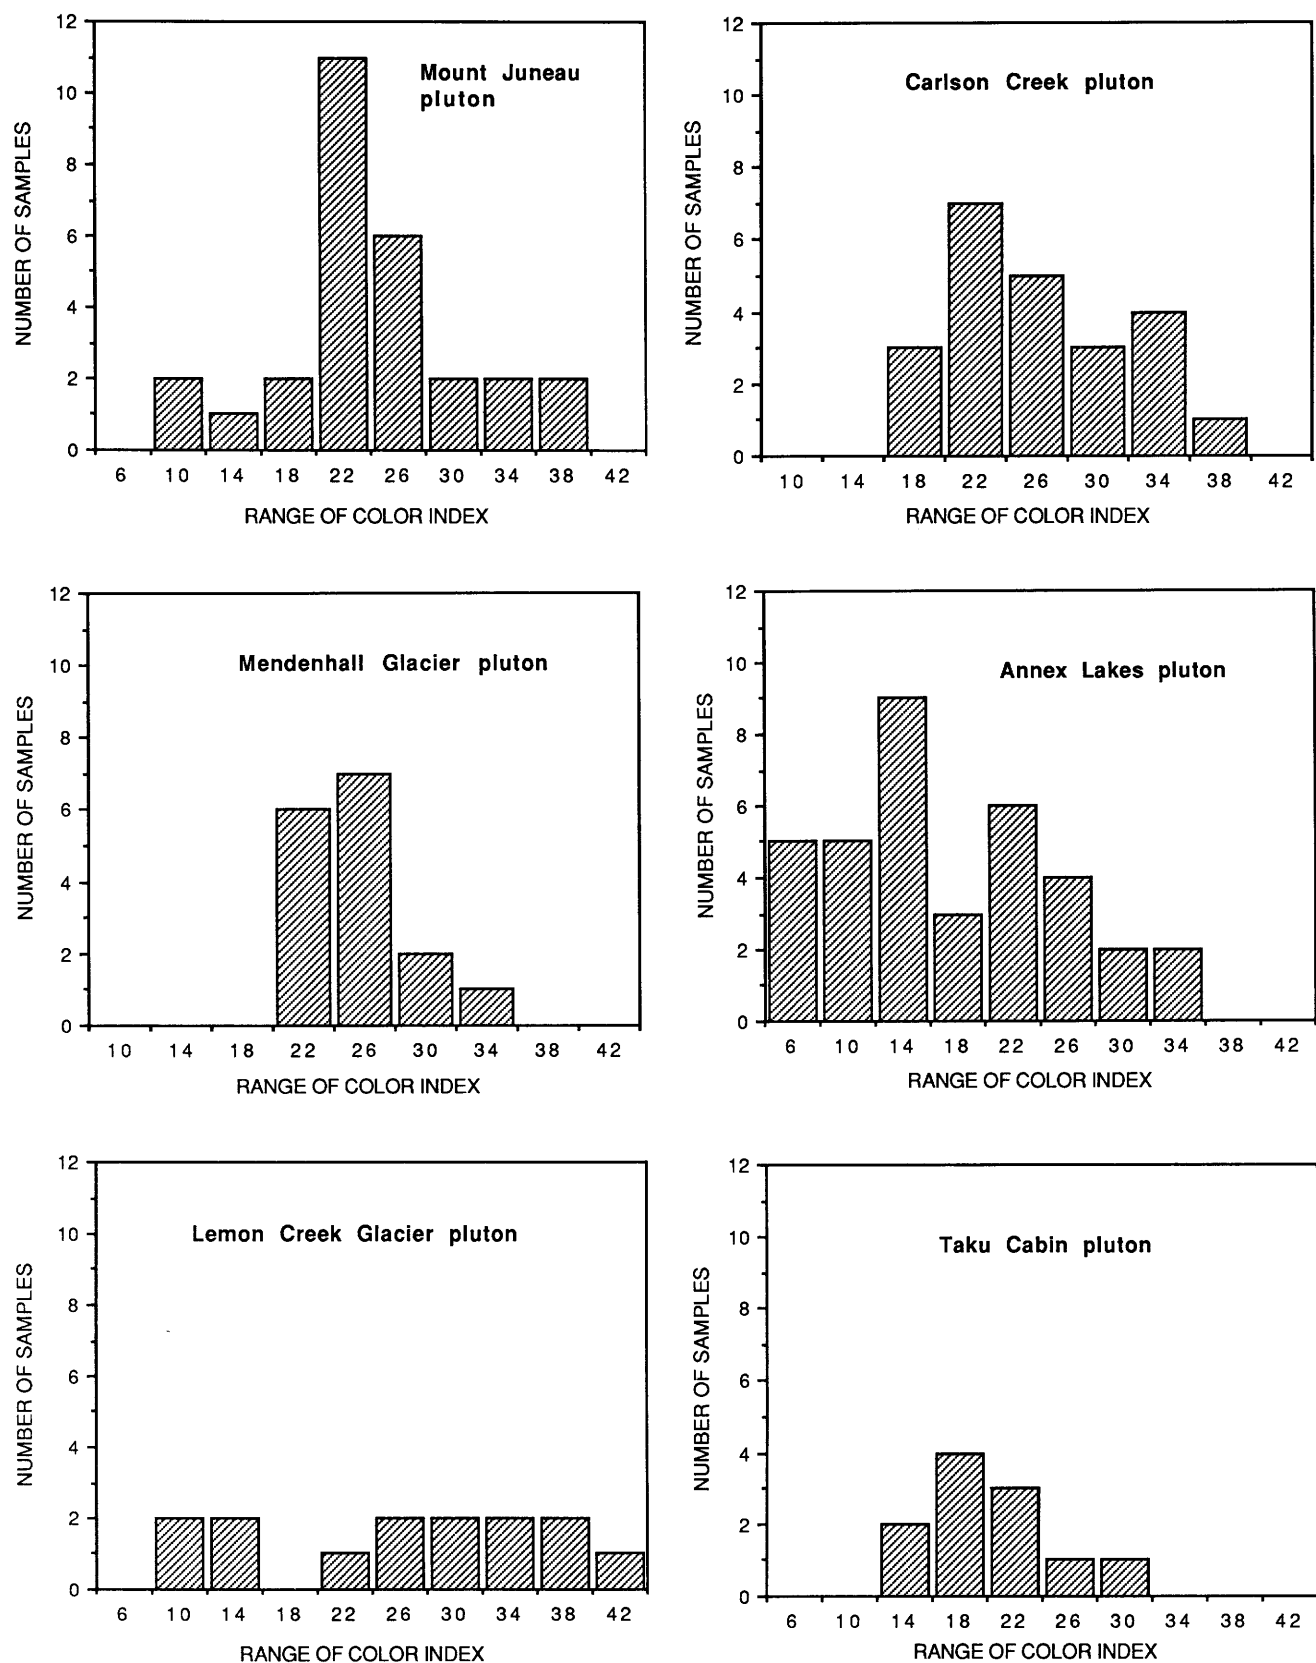 12
10
8
6
4
2
0
NUMBER OF SAMPLES
Mount Juneau
pluton
6 10 14 18 22 26 30 34 38 42
RANGE OF COLOR INDEX
12
10
8
6
4
2
0
NUMBER OF SAMPLES
Carlson Creek pluton
10 14 18 22 26 30 34 38 42
RANGE OF COLOR INDEX
12
10
8
6
4
2
0
NUMBER OF SAMPLES
Mendenhall Glacier pluton
10 14 18 22 26 30 34 38 42
RANGE OF COLOR INDEX
12
10
8
6
4
2
0
NUMBER OF SAMPLES
Annex Lakes pluton
6 10 14 18 22 26 30 34 38 42
RANGE OF COLOR INDEX
12
10
8
6
4
2
0
NUMBER OF SAMPLES
Lemon Creek Glacier pluton
6 10 14 18 22 26 30 34 38 42
RANGE OF COLOR INDEX
12
10
8
6
4
2
0
NUMBER OF SAMPLES
Taku Cabin pluton
6 10 14 18 22 26 30 34 38 42
RANGE OF COLOR INDEX